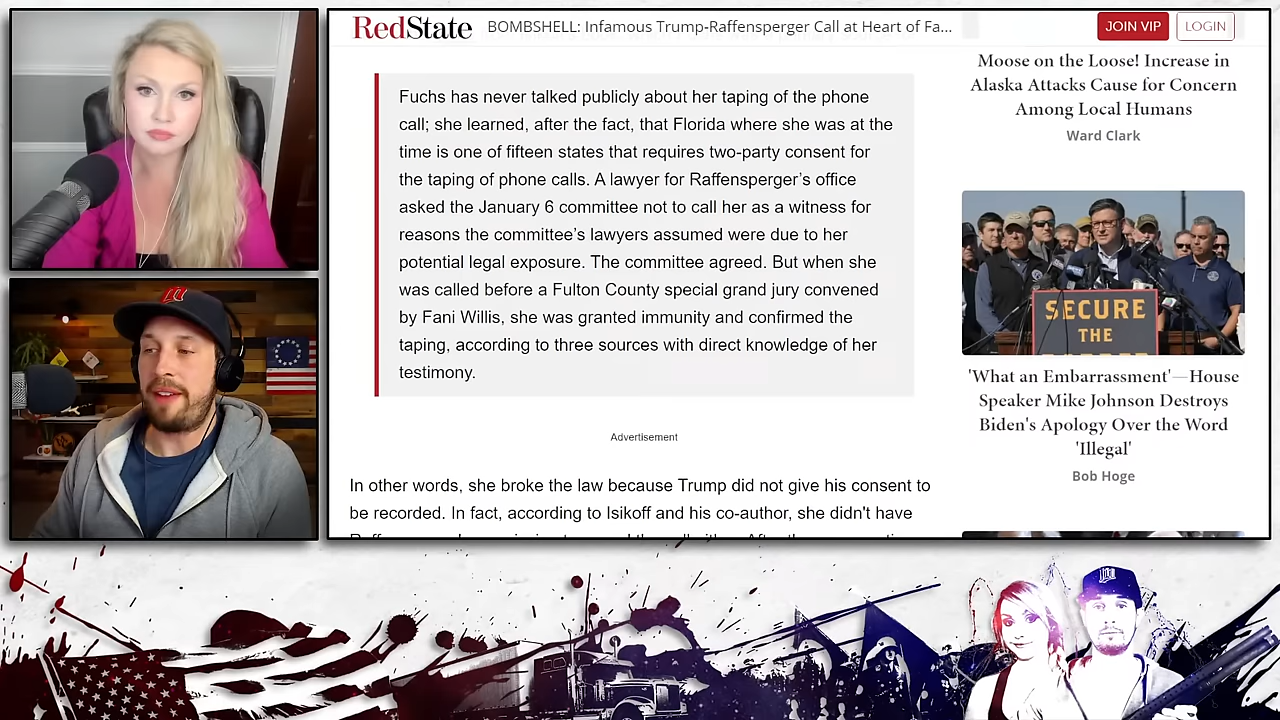 RedState
BOMBSHELL: Infamous Trump-Raffensperger Call at Heart of Fa...
JOIN VIP
LOGIN
Fuchs has never talked publicly about her taping of the phone
call; she learned, after the fact, that Florida where she was at the
time is one of fifteen states that requires two-party consent for
the taping of phone calls. A lawyer for Raffensperger’s office
asked the January 6 committee not to call her as a witness for
reasons the committee’s lawyers assumed were due to her
potential legal exposure. The committee agreed. But when she
was called before a Fulton County special grand jury convened
by Fani Willis, she was granted immunity and confirmed the
taping, according to three sources with direct knowledge of her
testimony.
Advertisement
In other words, she broke the law because Trump did not give his consent to
be recorded. In fact, according to Isikoff and his co-author, she didn't have
Moose on the Loose! Increase in
Alaska Attacks Cause for Concern
Among Local Humans
Ward Clark
SECURE
THE
'What an Embarrassment'—House
Speaker Mike Johnson Destroys
Biden's Apology Over the Word
'Illegal'
Bob Hoge